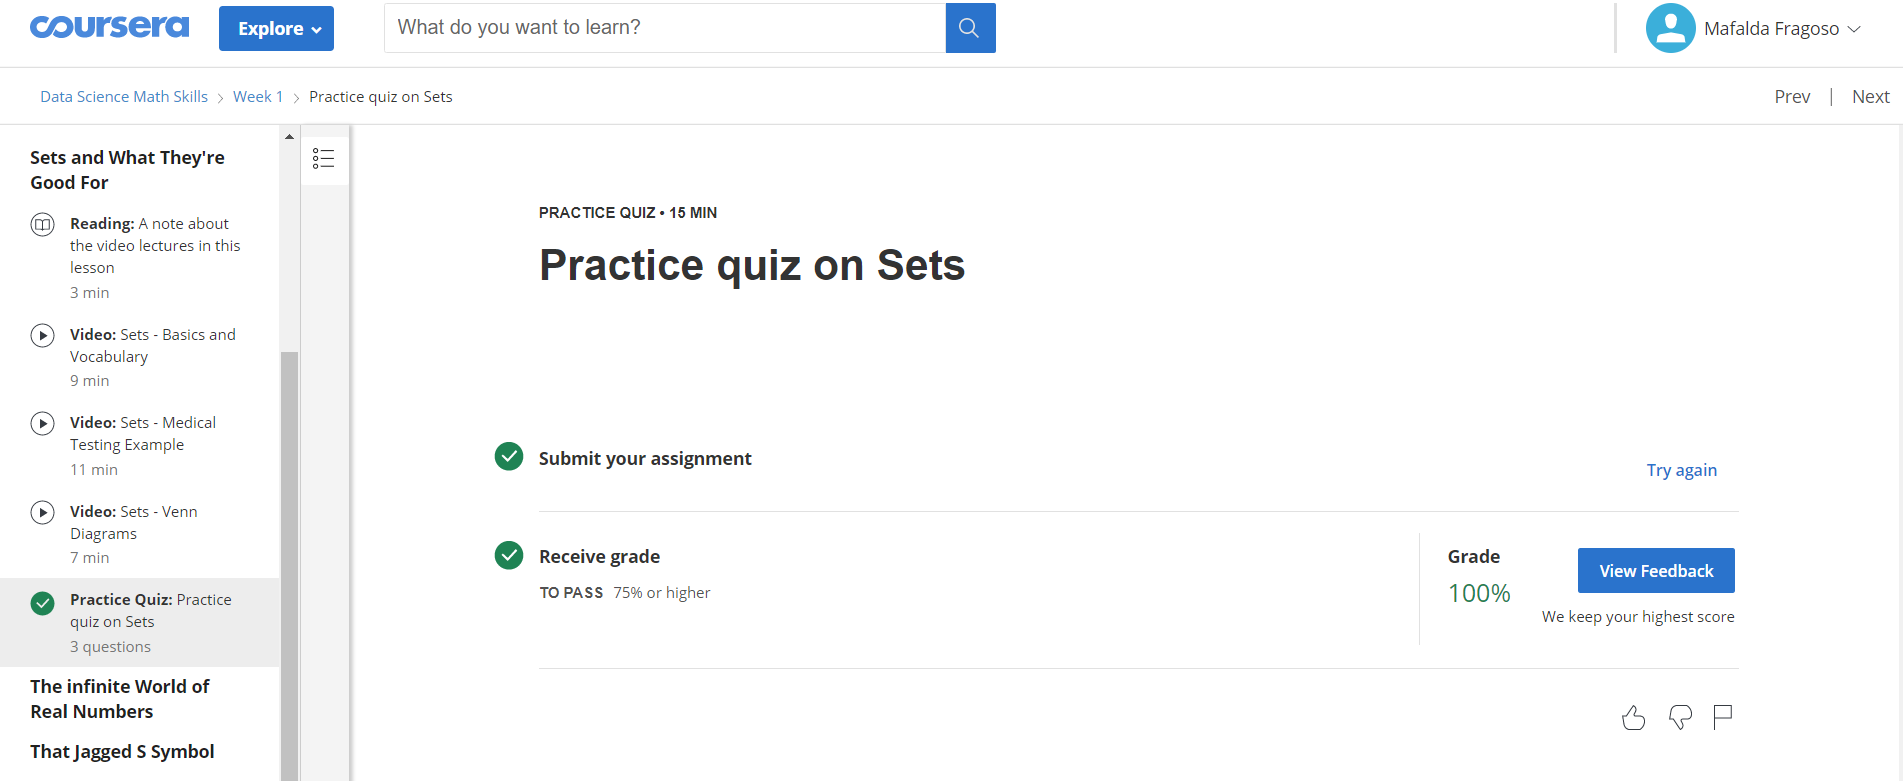 coursera
Explore
What do you want to learn?
Mafalda Fragoso
Data Science Math Skills
Week 1
Practice quiz on Sets
Prev
Next
Sets and What They're
Good For
Reading: A note about
the video lectures in this
lesson
3 min
Video: Sets - Basics and
Vocabulary
9 min
Video: Sets - Medical
Testing Example
11 min
Video: Sets - Venn
Diagrams
7 min
Practice Quiz: Practice
quiz on Sets
3 questions
The infinite World of
Real Numbers
That Jagged S Symbol
PRACTICE QUIZ • 15 MIN
Practice quiz on Sets
Submit your assignment
Try again
Receive grade
TO PASS 75% or higher
Grade
100%
View Feedback
We keep your highest score